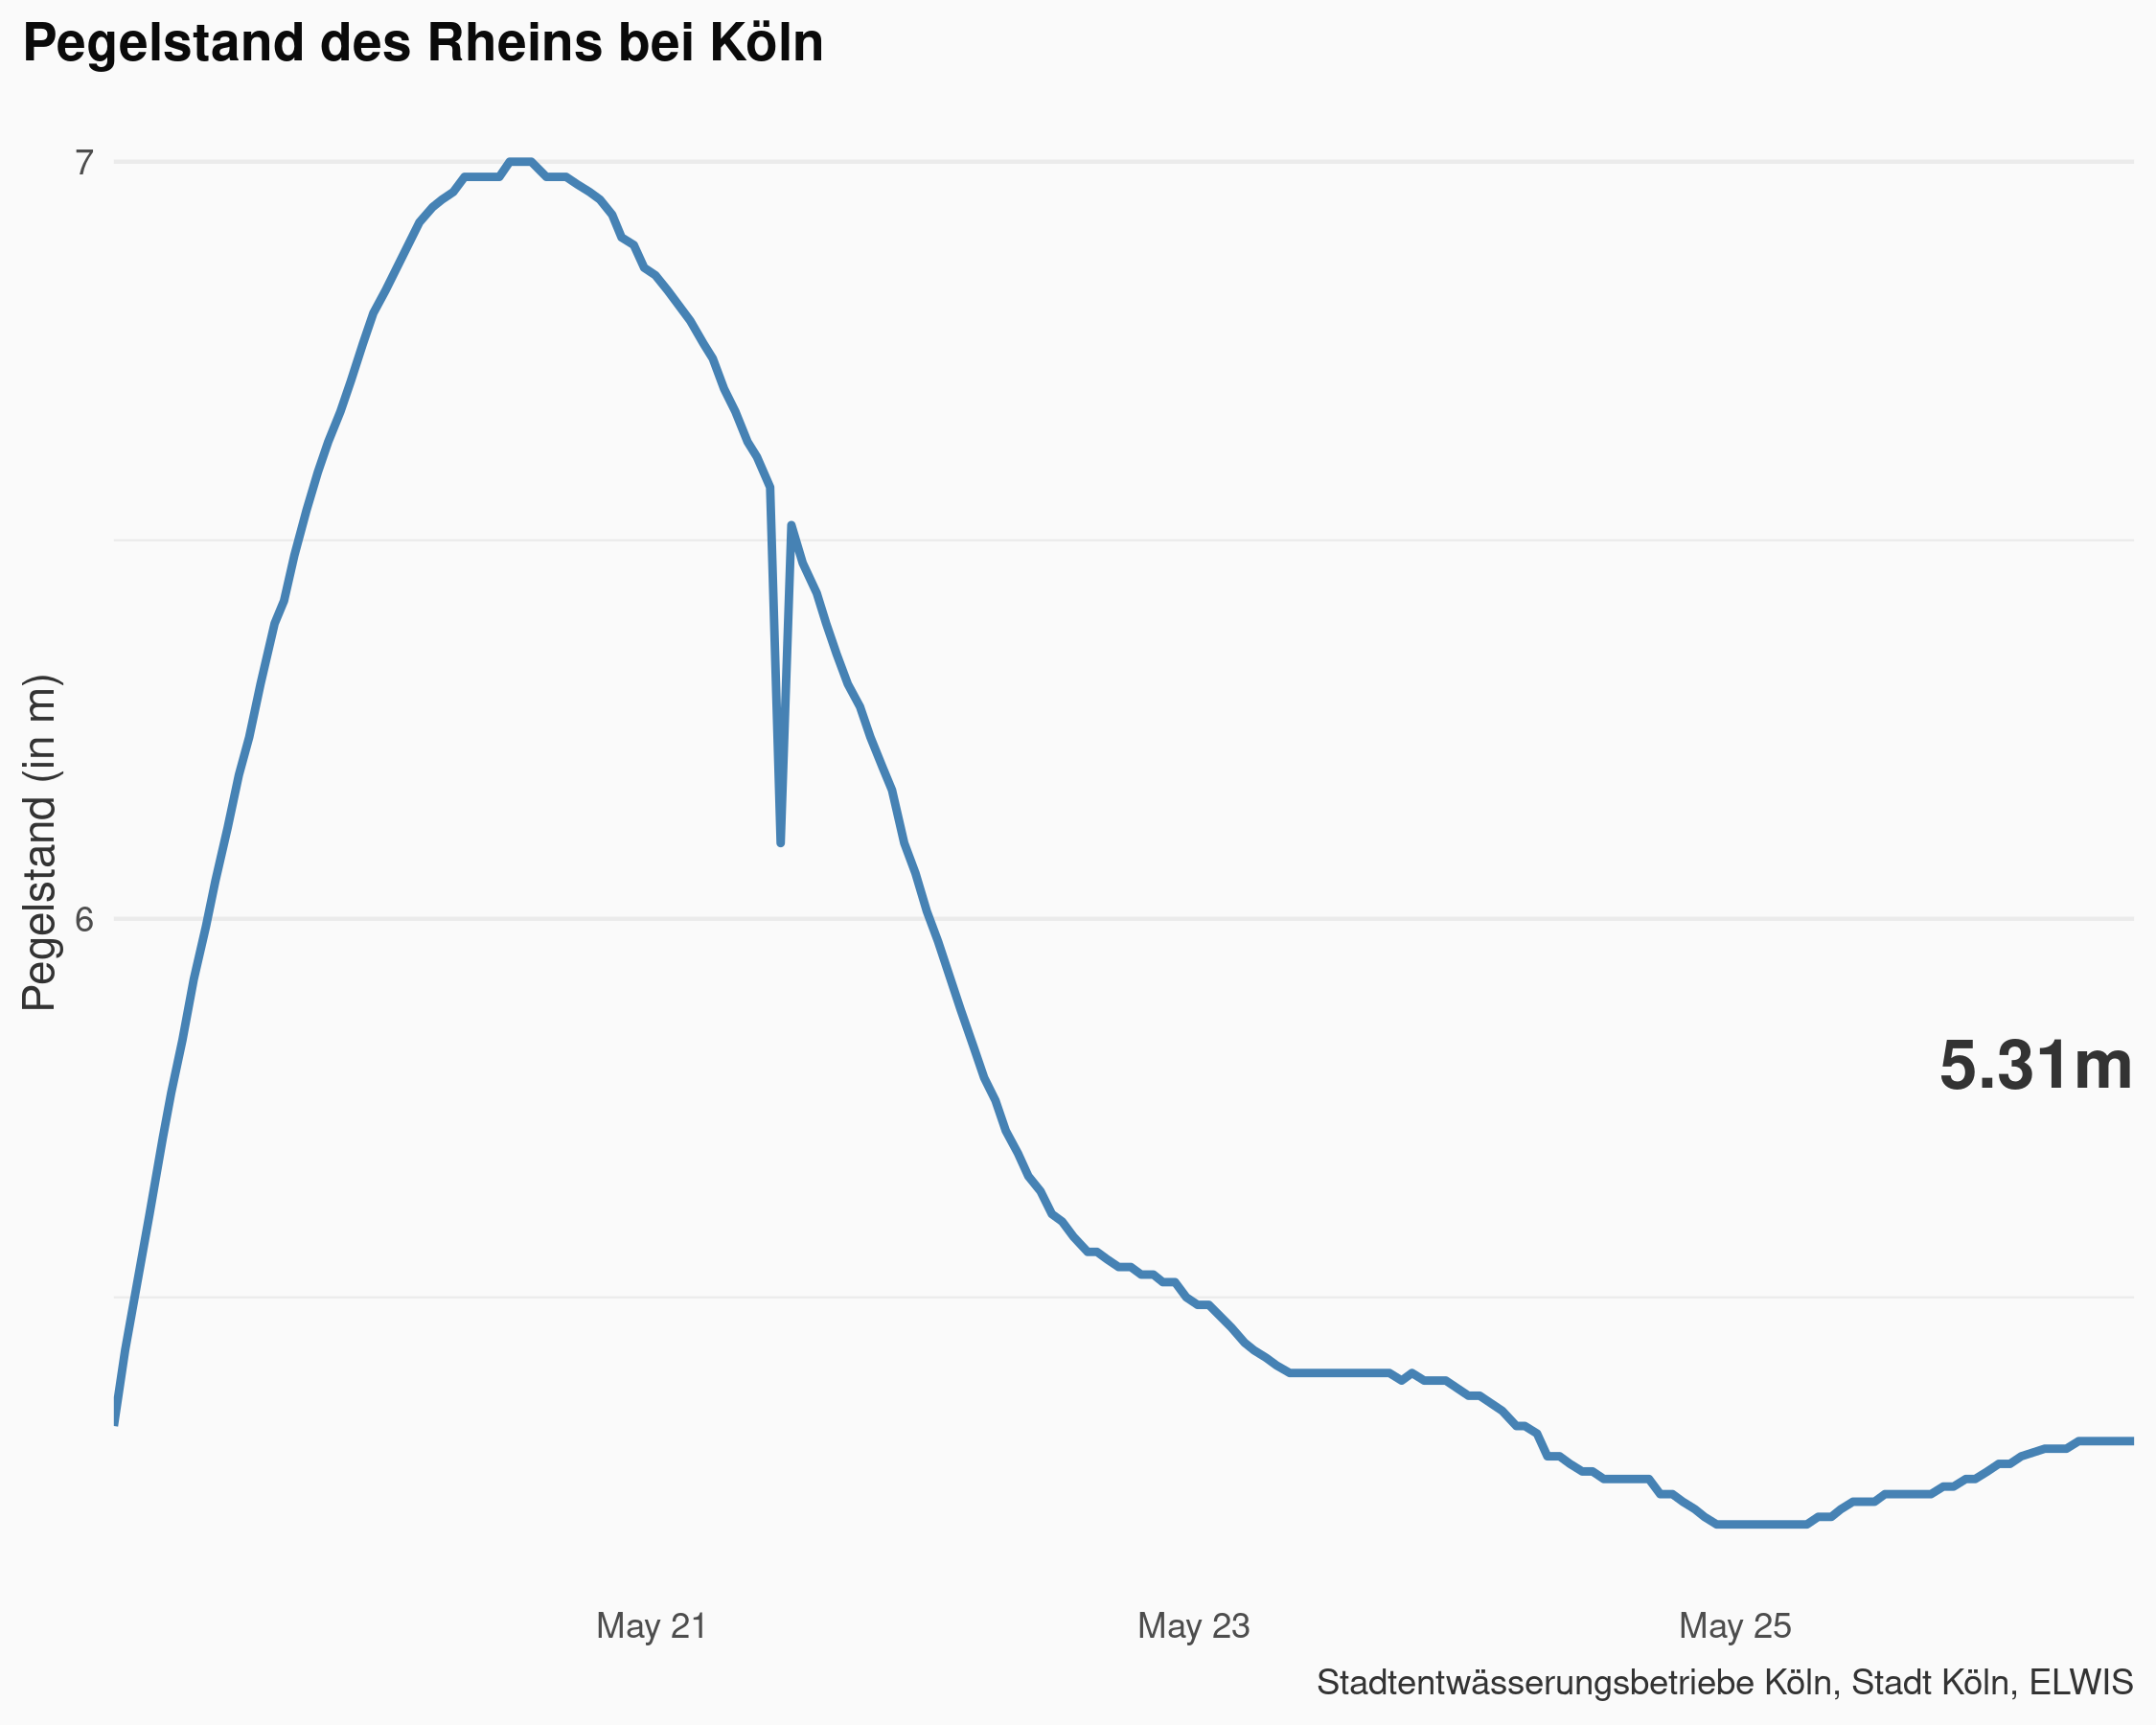 Pegelstand des Rheins bei Köln
7
Pegelstand (in m)
6
5.31m
May 21
May 23
May 25
Stadtentwässerungsbetriebe Köln, Stadt Köln, ELWIS